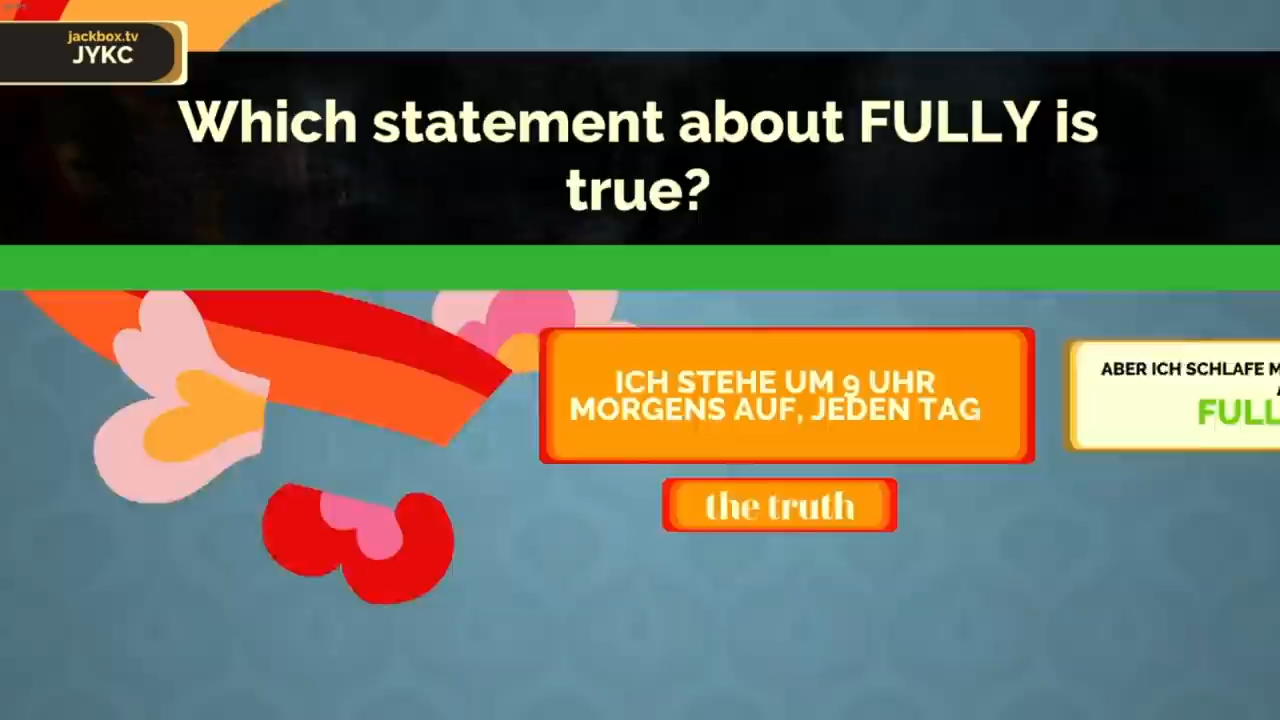 jackbox.tv
JYKC
Which statement about FULLY is
true?
ICH STEHE UM 9 UHR
MORGENS AUF, JEDEN TAG
the truth
ABER ICH SCHLAFE
FULL